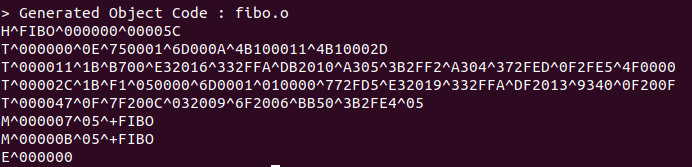 > Generated Object Code : fibo.o
H^FIBO^000000^00005C
T^000000^0E^750001^6D000A^4B100011^4B10002D
T^000011^1B^B700^E32016^332FFA^DB2010^A305^3B2FF2^A304^372FED^0F2FE5^4F0000
T^00002C^1B^F1^050000^6D0001^010000^772FD5^E32019^332FFA^DF2013^9340^0F200F
T^000047^0F^7F200C^032009^6F2006^BB50^3B2FE4^05
M^000007^05^+FIBO
M^00000B^05^+FIBO
E^000000